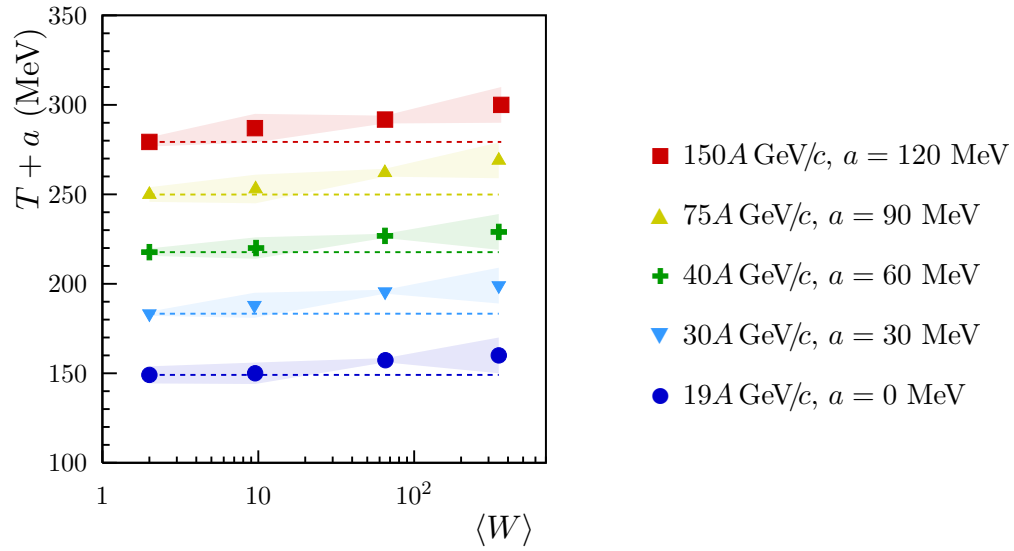 T + a (MeV)
350
300
250
200
150
100
1
10
10²
⟨W⟩
150A GeV/c, a = 120 MeV
75A GeV/c, a = 90 MeV
40A GeV/c, a = 60 MeV
30A GeV/c, a = 30 MeV
19A GeV/c, a = 0 MeV